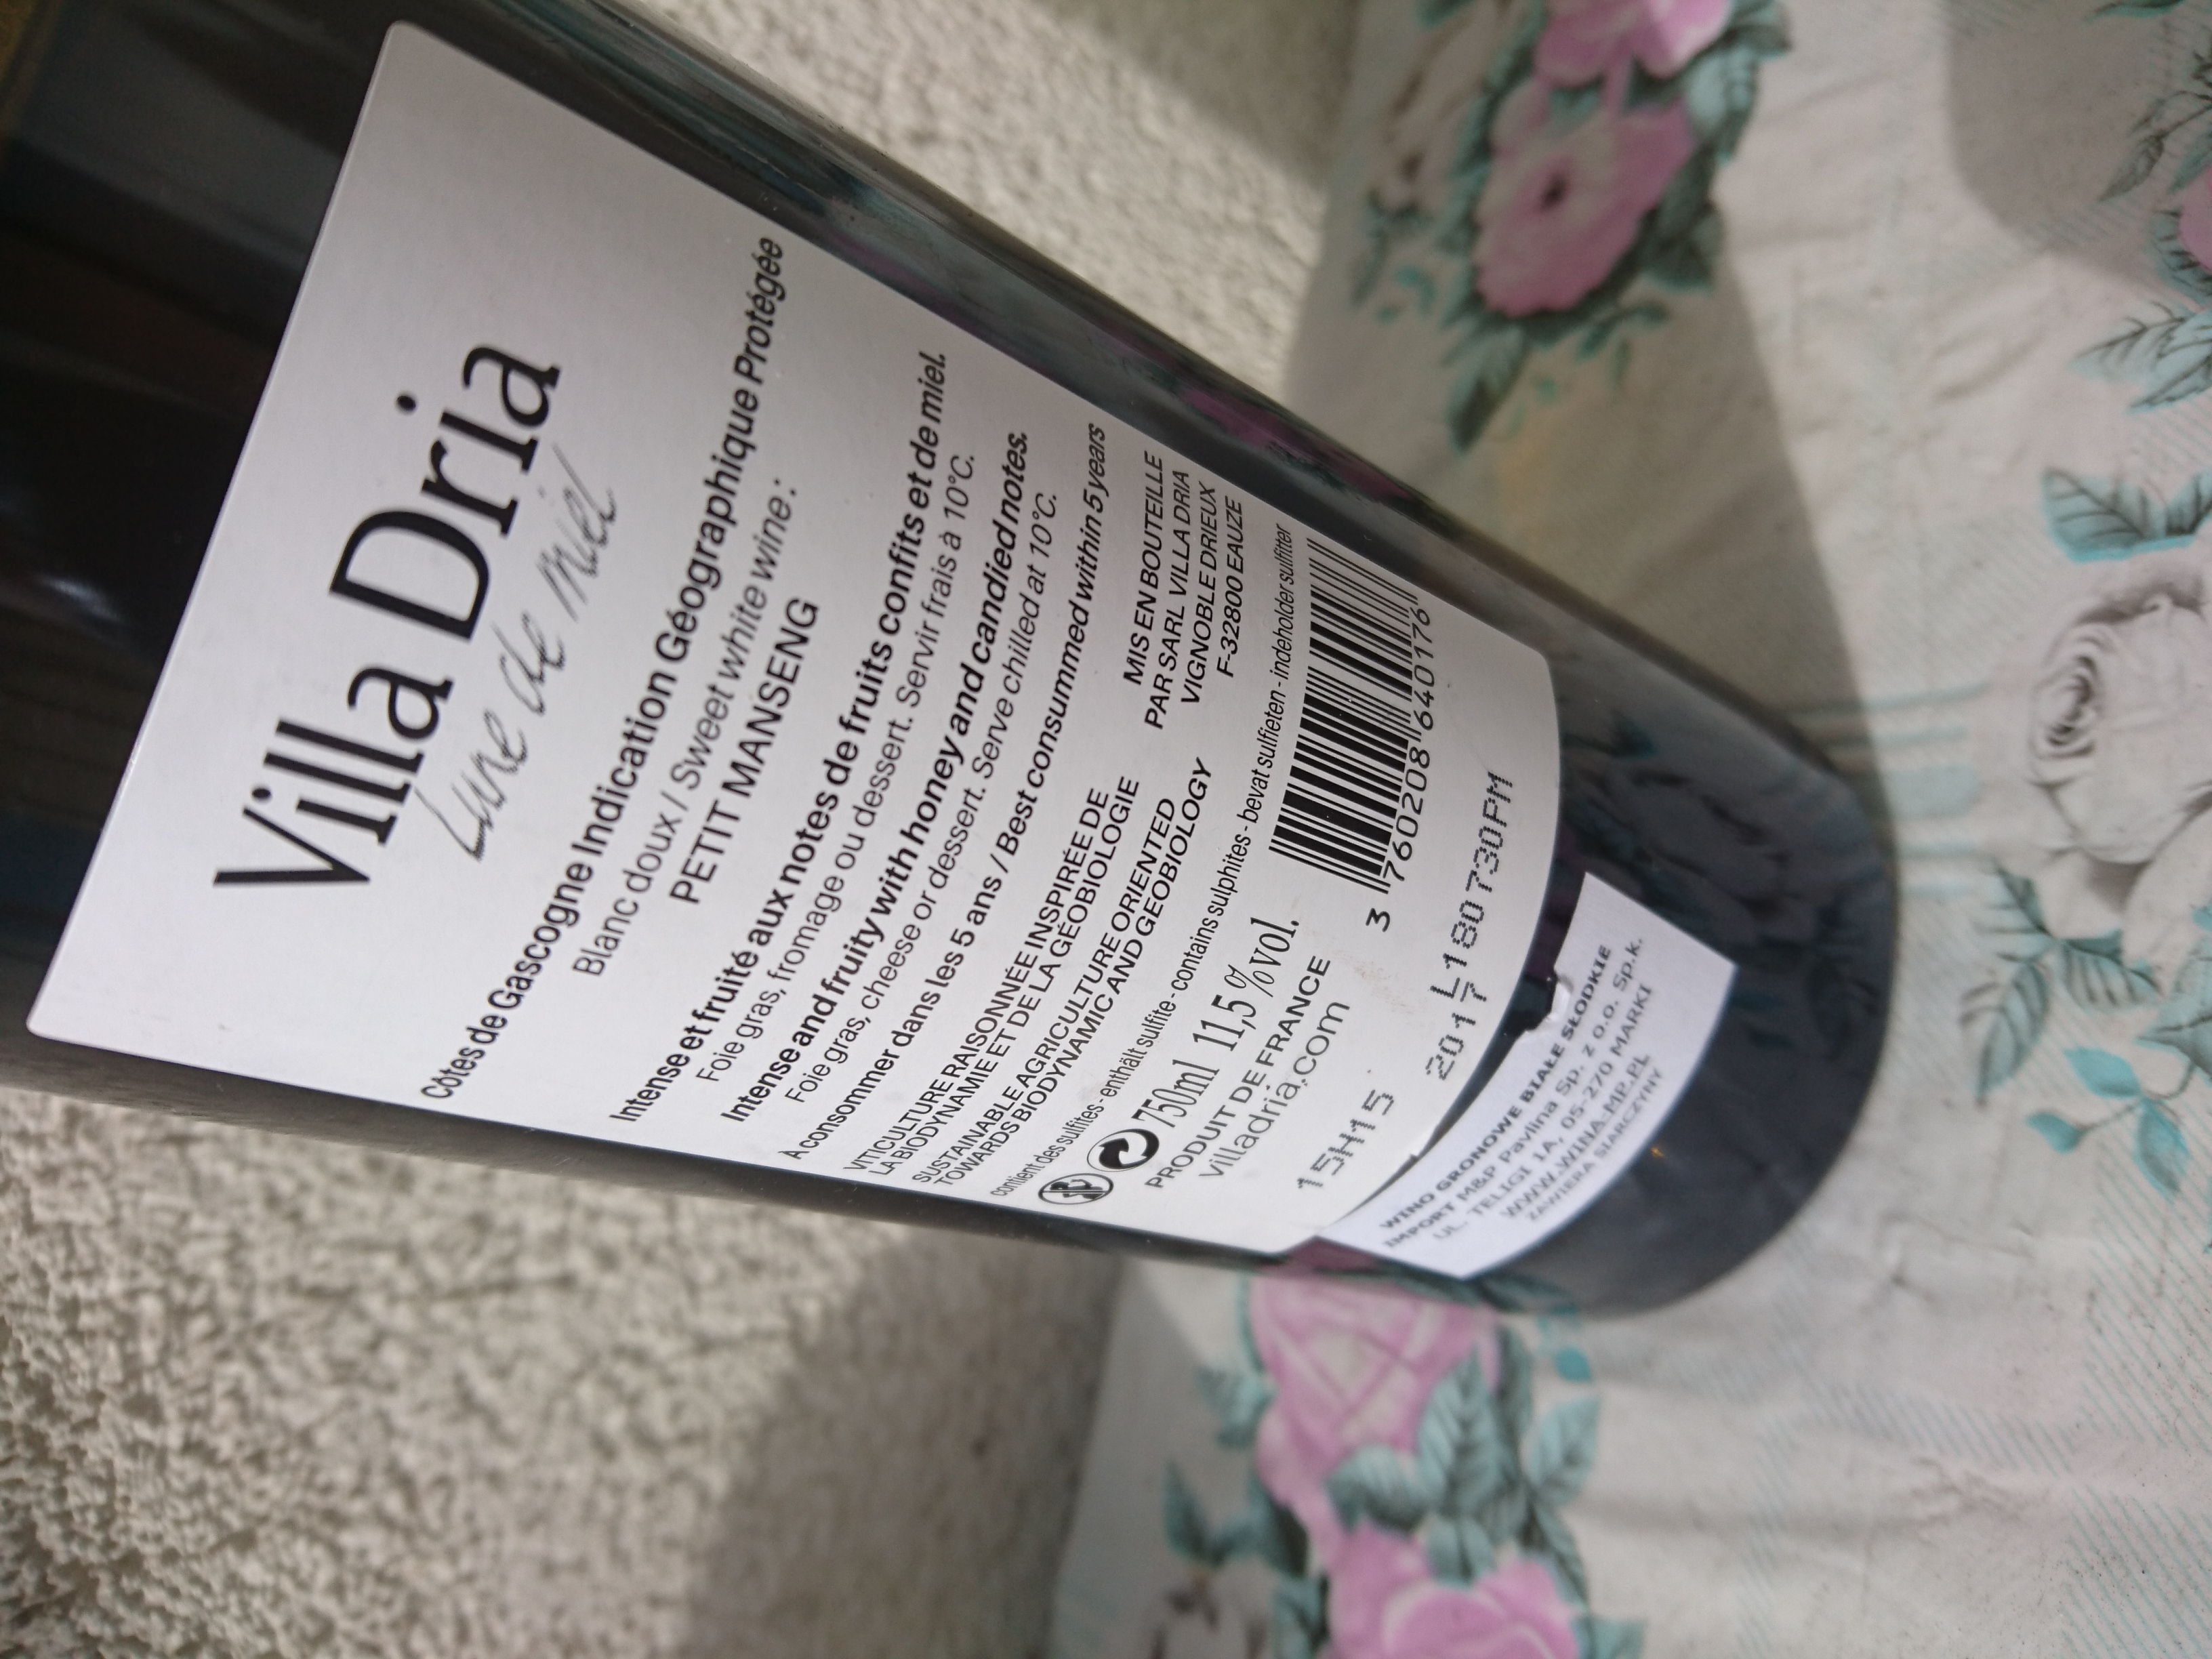 Villa Dria
Lune de miel
Côtes de Gascogne Indication Géographique Protégée
Blanc doux / Sweet white wine :
PETIT MANSENG
Intense et fruité aux notes de fruits confits et de miel.
Foie gras, fromage ou dessert. Servir frais à 10°C.
Intense and fruity with honey and candied notes.
Foie gras, cheese or dessert. Serve chilled at 10°C.
À consommer dans les 5 ans / Best consummed within 5 years
VITICULTURE RAISONNÉE INSPIRÉE DE
LA BIODYNAMIE ET DE LA GÉOBIOLOGIE
SUSTAINABLE AGRICULTURE ORIENTED
TOWARDS BIODYNAMIC AND GEOBIOLOGY
MIS EN BOUTEILLE
PAR SARL VILLA DRIA
VIGNOBLE DRIEUX
F-32800 EAUZE
contient des sulfites - enthält sulfite - contains sulphites - bevat sulfieten - indeholder sulfitter
750ml 11,5 %vol.
PRODUIT DE FRANCE
villadria.com
3 760208 640176
15H15
L180730PM
2017
WINO GRONOWE BIAŁE SŁODKIE
IMPORT M&P Pavlina Sp. z o.o. Sp.k.
UL. TELIGI 1A, 05-270 MARKI
WWW.WINA-MP.PL
ZAWIERA SIARCZYNY